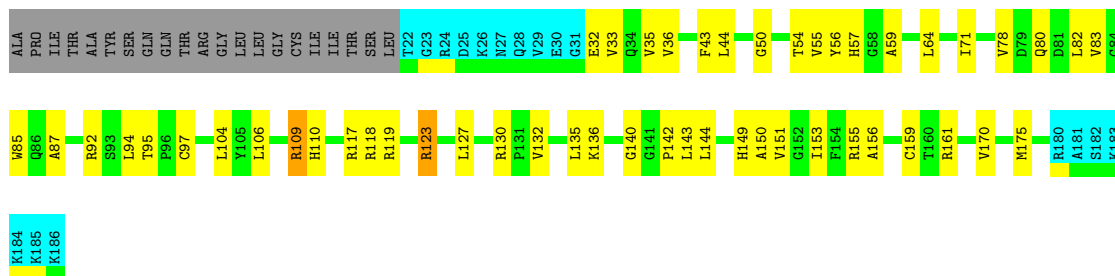 ALA PRO ILE THR ALA TYR SER GLN GLN THR ARG GLY LEU LEU GLY CYS ILE ILE THR SER LEU T22 G23 R24 D25 K26 N27 Q28 V29 E30 G31 E32 V33 Q34 V35 V36 F43 L44 G50 T54 V55 Y56 H57 G58 A59 L64 I71 V78 D79 Q80 D81 L82 V83 G84
W85 Q86 A87 R92 S93 L94 T95 P96 C97 L104 Y105 L106 R109 H110 R117 R118 R119 R123 L127 R130 P131 V132 L135 K136 G140 G141 P142 L143 L144 H149 A150 V151 G152 I153 F154 R155 A156 C159 T160 R161 V170 M175 R180 A181 S182 K183
K184 K185 K186